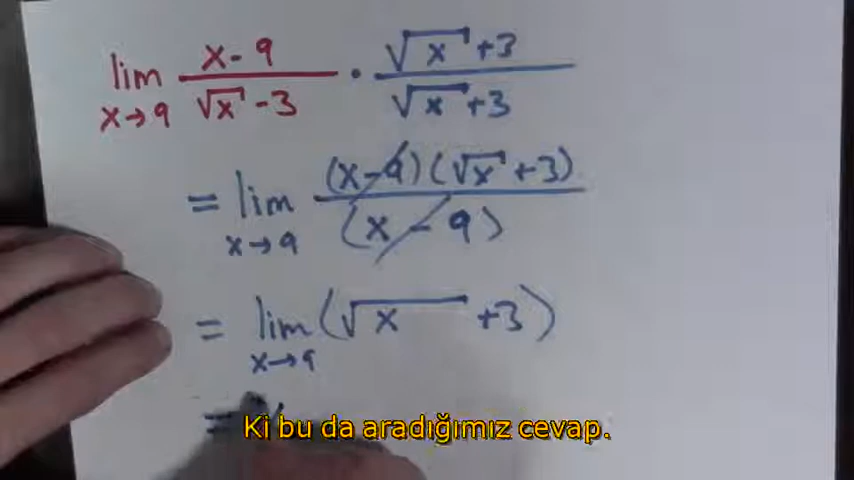 lim x→9 x-9 / √x -3 · √x +3 / √x +3
= lim x→9 (x-9)(√x +3) / (x-9)
= lim x→9 (√x +3)
=
Ki bu da aradığımız cevap.